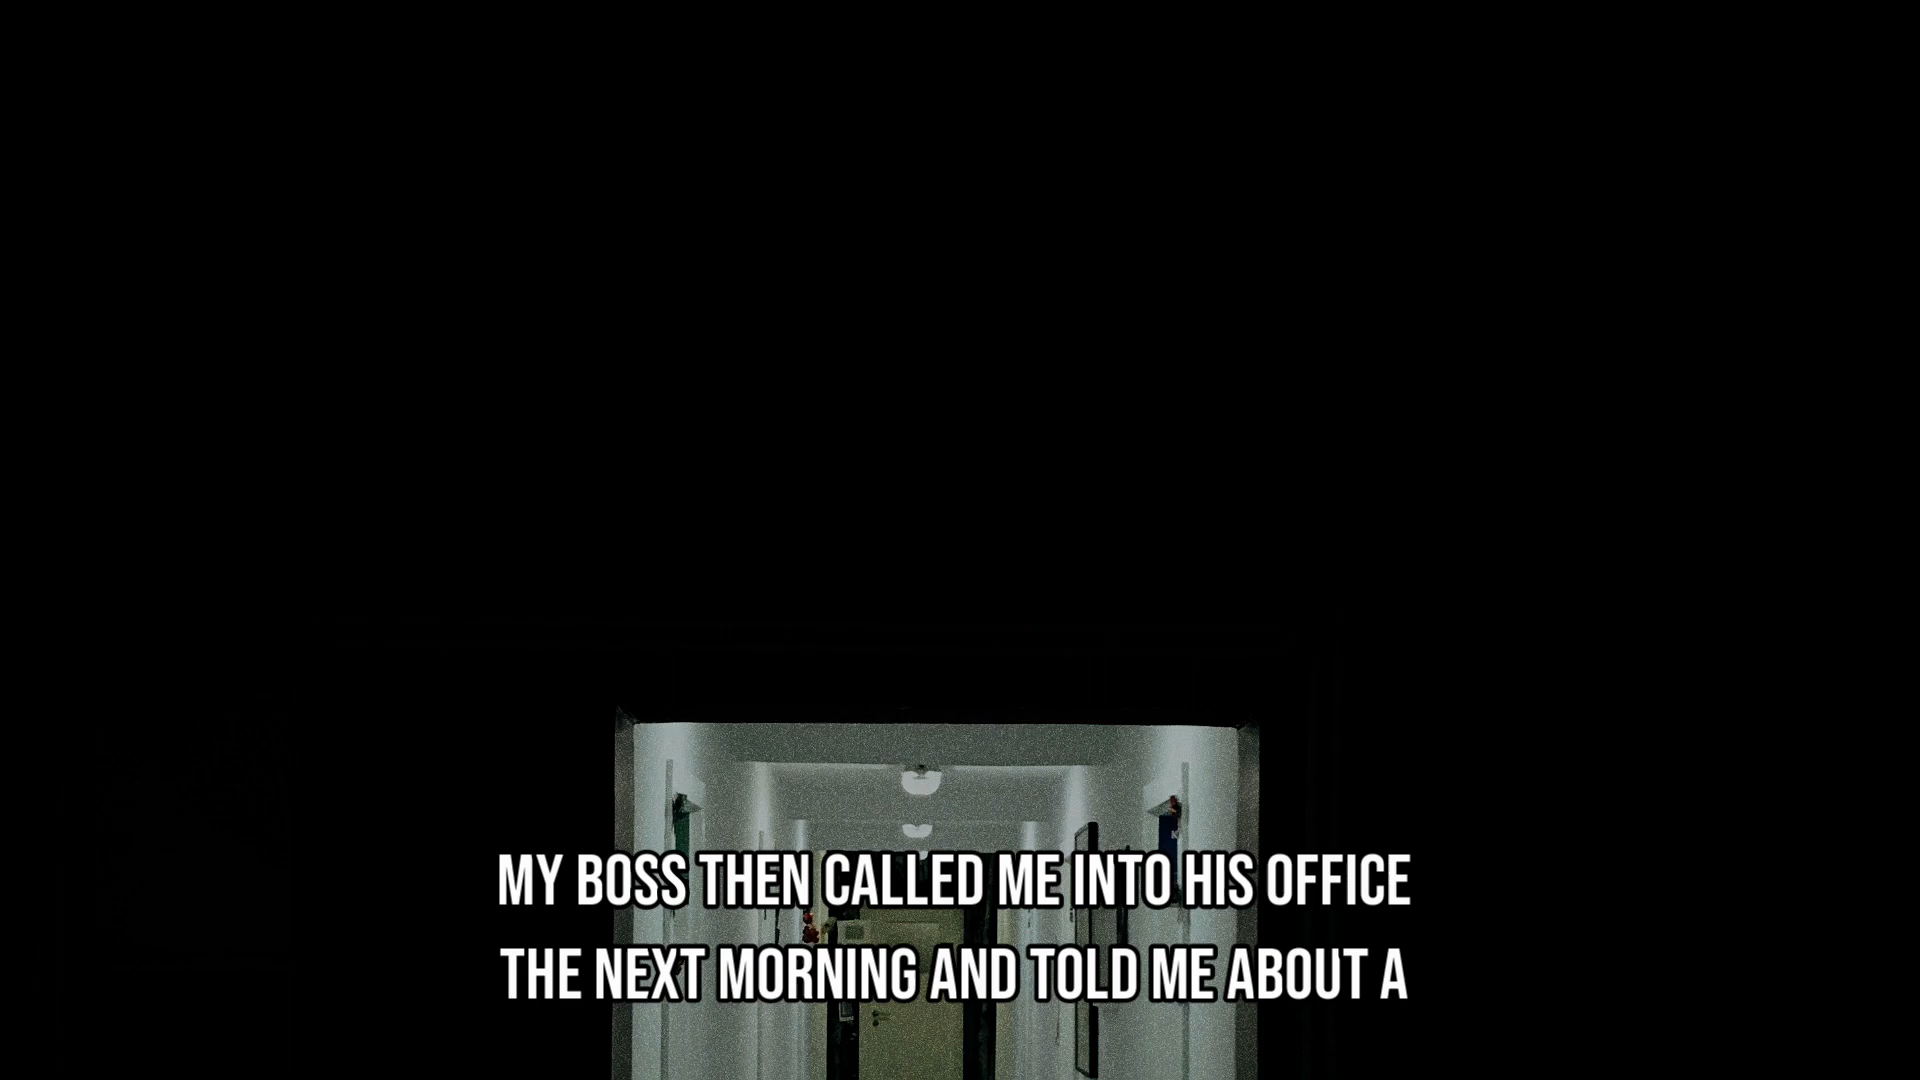 MY BOSS THEN CALLED ME INTO HIS OFFICE
THE NEXT MORNING AND TOLD ME ABOUT A